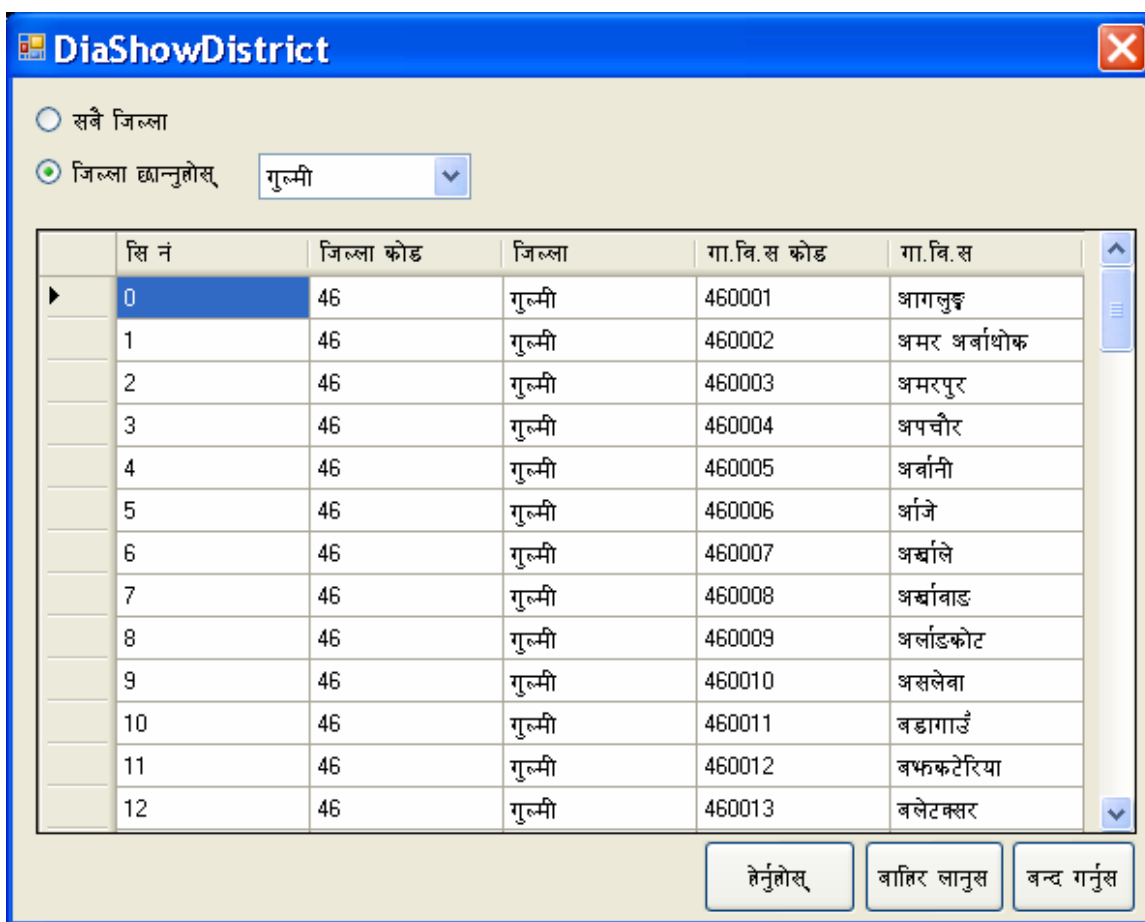 DiaShowDistrict
सबै जिल्ला
जिल्ला छान्नुहोस् गुल्मी
सि नं जिल्ला कोड जिल्ला गा.वि.स कोड गा.वि.स
0 46 गुल्मी 460001 आगलुङ्ग
1 46 गुल्मी 460002 अमर अर्बाथोक
2 46 गुल्मी 460003 अमरपुर
3 46 गुल्मी 460004 अपचौर
4 46 गुल्मी 460005 अर्बानी
5 46 गुल्मी 460006 र्आजे
6 46 गुल्मी 460007 अर्खाले
7 46 गुल्मी 460008 अर्खावाङ
8 46 गुल्मी 460009 अर्लाङकोट
9 46 गुल्मी 460010 असलेवा
10 46 गुल्मी 460011 बडागाउँ
11 46 गुल्मी 460012 बझकटेरिया
12 46 गुल्मी 460013 बलेटक्सर
हेर्नुहोस् बाहिर लानुस बन्द गर्नुस